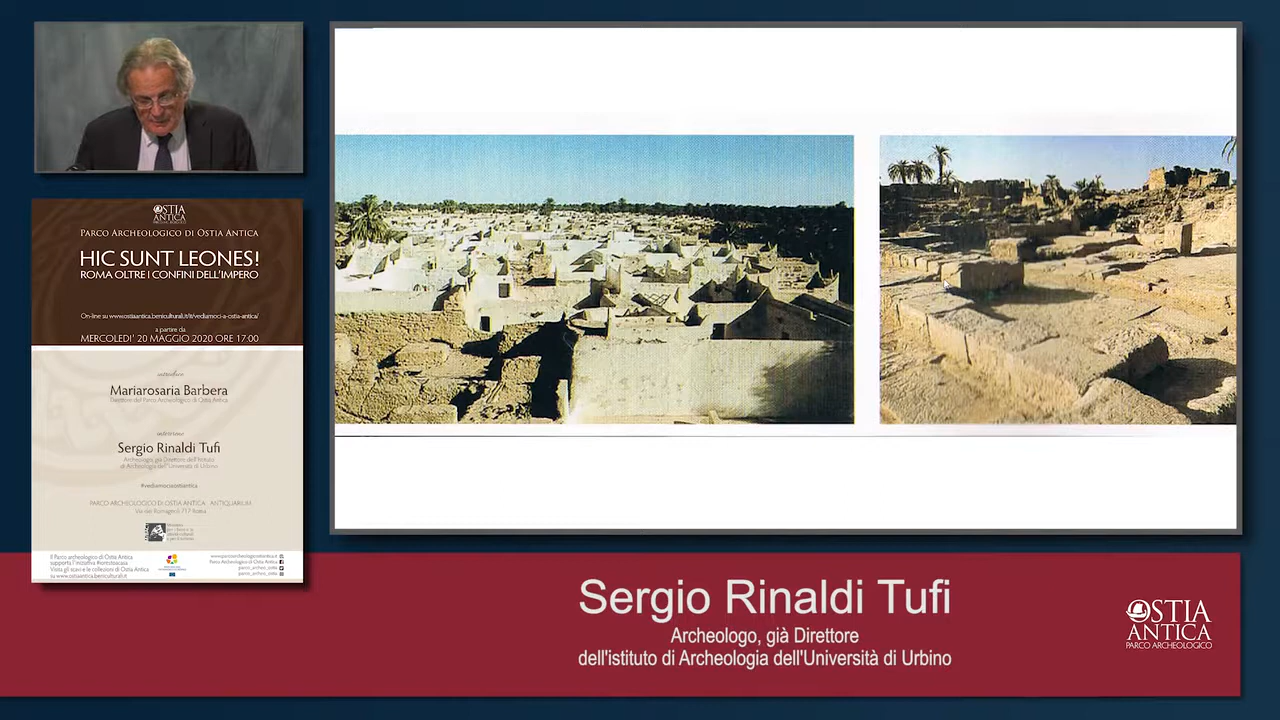 OSTIA
ANTICA
PARCO ARCHEOLOGICO DI OSTIA ANTICA
HIC SUNT LEONES!
ROMA OLTRE I CONFINI DELL'IMPERO
On-line su www.ostiaantica.beniculturali.it/it/vediamoci-a-ostia-antica/
a partire da
MERCOLEDI' 20 MAGGIO 2020 ORE 17:00
introduce
Mariarosaria Barbera
Direttore del Parco Archeologico di Ostia Antica
interviene
Sergio Rinaldi Tufi
Archeologo, già Direttore dell'Istituto
di Archeologia dell'Università di Urbino
#vediamociaostiantica
PARCO ARCHEOLOGICO DI OSTIA ANTICA - ANTIQUARIUM
Via dei Romagnoli 717 Roma
Il Parco archeologico di Ostia Antica
supporta l'iniziativa #iorestoacasa
Visita gli scavi e le collezioni di Ostia Antica
su www.ostiaantica.beniculturali.it
Parco Archeologico di Ostia Antica
parco_archeo_ostia
parco_archeo_ostia
Sergio Rinaldi Tufi
Archeologo, già Direttore
dell'istituto di Archeologia dell'Università di Urbino
OSTIA
ANTICA
PARCO ARCHEOLOGICO